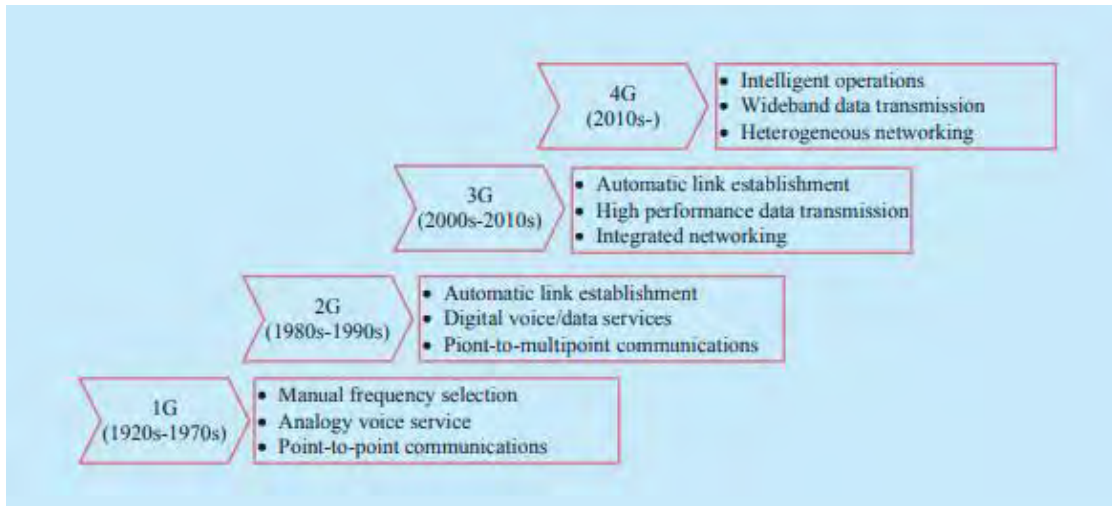 4G
(2010s-)
• Intelligent operations
• Wideband data transmission
• Heterogeneous networking
3G
(2000s-2010s)
• Automatic link establishment
• High performance data transmission
• Integrated networking
2G
(1980s-1990s)
• Automatic link establishment
• Digital voice/data services
• Piont-to-multipoint communications
1G
(1920s-1970s)
• Manual frequency selection
• Analogy voice service
• Point-to-point communications